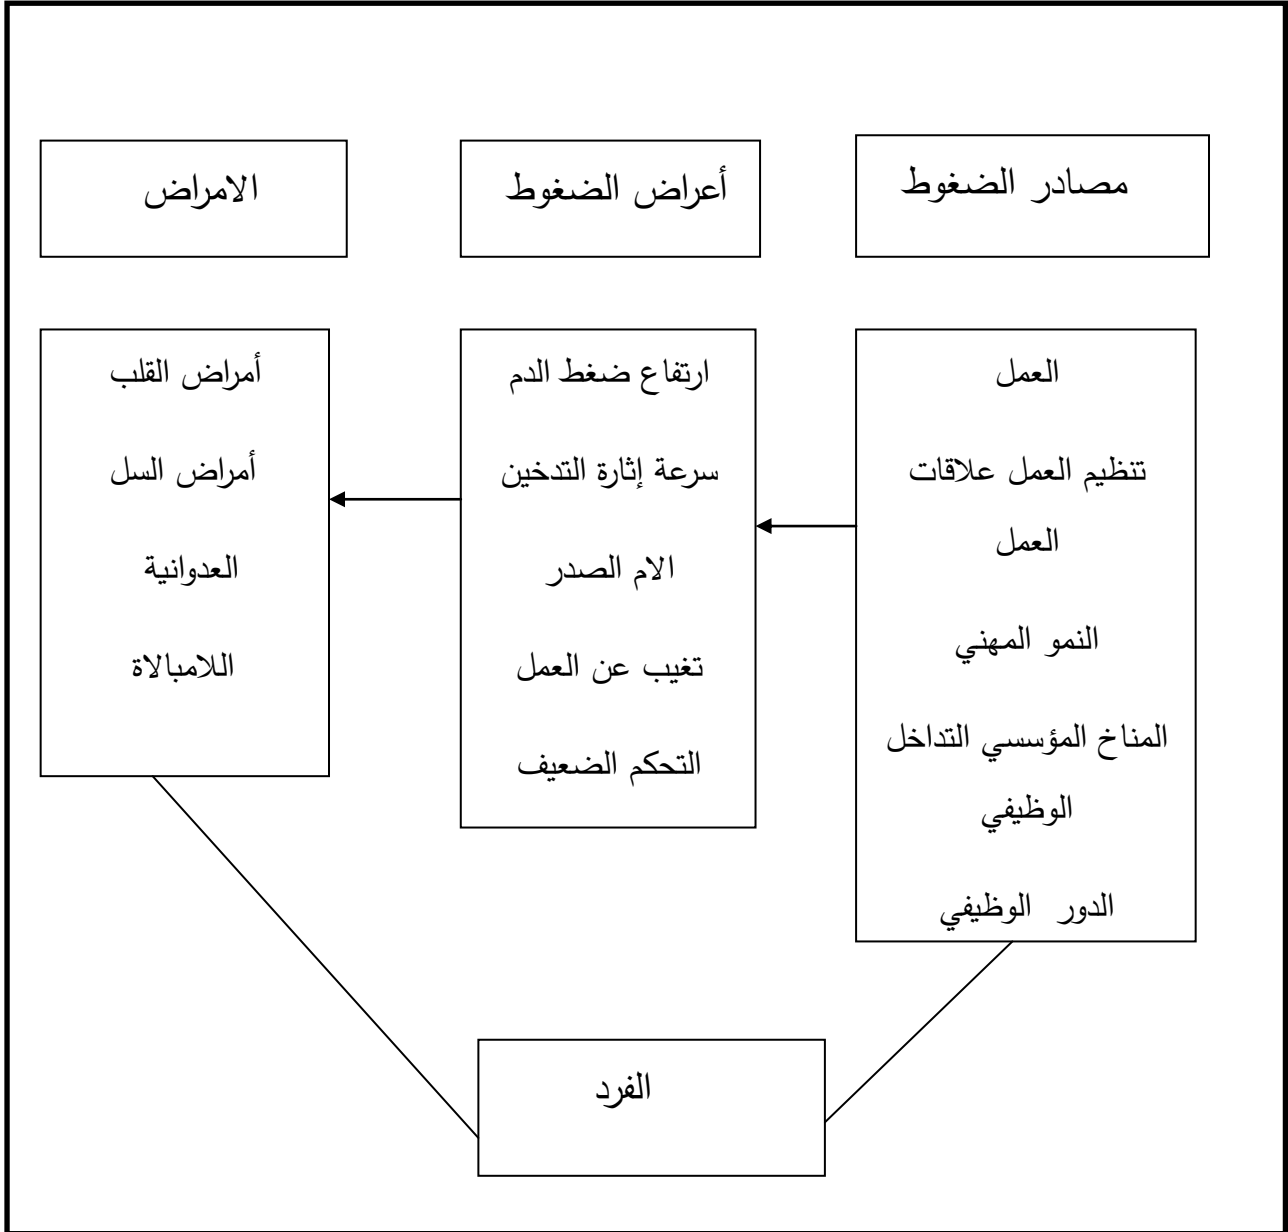 مصادر الضغوط
أعراض الضغوط
الامراض
العمل
تنظيم العمل علاقات
العمل
النمو المهني
المناخ المؤسسي التداخل
الوظيفي
الدور الوظيفي
ارتفاع ضغط الدم
سرعة إثارة التدخين
الام الصدر
تغيب عن العمل
التحكم الضعيف
أمراض القلب
أمراض السل
العدوانية
اللامبالاة
الفرد